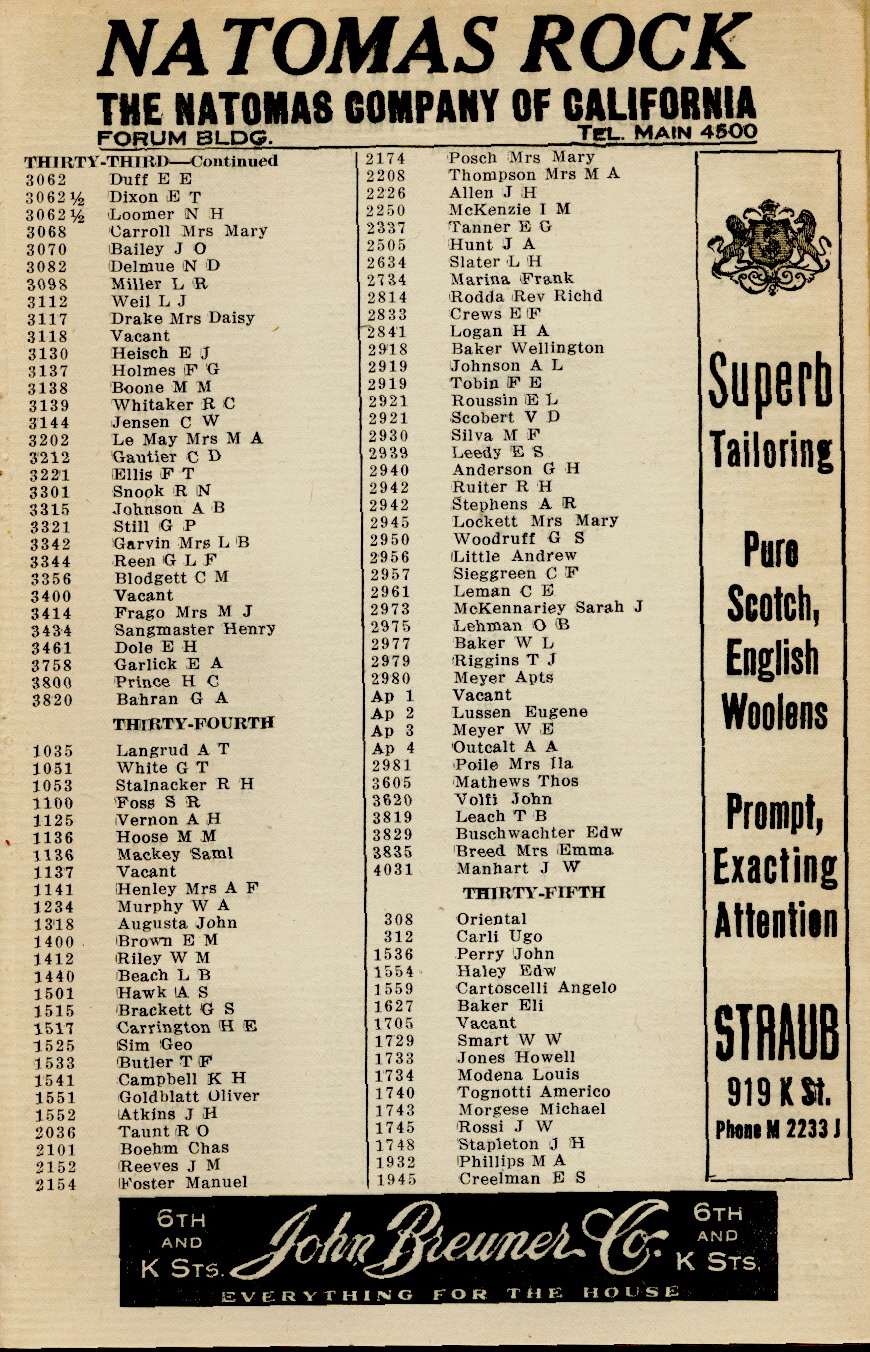 NATOMAS ROCK
THE NATOMAS COMPANY OF CALIFORNIA
FORUM BLDG. TEL. MAIN 4500
THIRTY-THIRD—Continued
3062 Duff E E
3062½ Dixon E T
3062½ Loomer N H
3068 Carroll Mrs Mary
3070 Bailey J O
3082 Delmue N D
3098 Miller L R
3112 Weil L J
3117 Drake Mrs Daisy
3118 Vacant
3130 Heisch E J
3137 Holmes F G
3138 Boone M M
3139 Whitaker R C
3144 Jensen C W
3202 Le May Mrs M A
3212 Gautier C D
3221 Ellis F T
3301 Snook R N
3315 Johnson A B
3321 Still G P
3342 Garvin Mrs L B
3344 Reen G L F
3356 Blodgett C M
3400 Vacant
3414 Frago Mrs M J
3434 Sangmaster Henry
3461 Dole E H
3758 Garlick E A
3800 Prince H C
3820 Bahran G A
THIRTY-FOURTH
1035 Langrud A T
1051 White G T
1053 Stalnacker R H
1100 Foss S R
1125 Vernon A H
1136 Hoose M M
1136 Mackey Saml
1137 Vacant
1141 Henley Mrs A F
1234 Murphy W A
1318 Augusta John
1400 Brown E M
1412 Riley W M
1440 Beach L B
1501 Hawk A S
1515 Brackett G S
1517 Carrington H E
1525 Sim Geo
1533 Butler T F
1541 Campbell K H
1551 Goldblatt Oliver
1552 Atkins J H
2036 Taunt R O
2101 Boehm Chas
2152 Reeves J M
2154 Foster Manuel
2174 Posch Mrs Mary
2208 Thompson Mrs M A
2226 Allen J H
2250 McKenzie I M
2337 Tanner E G
2505 Hunt J A
2634 Slater L H
2734 Marina Frank
2814 Rodda Rev Richd
2833 Crews E F
2841 Logan H A
2918 Baker Wellington
2919 Johnson A L
2919 Tobin F E
2921 Roussin E L
2921 Scobert V D
2930 Silva M F
2939 Leedy E S
2940 Anderson G H
2942 Ruiter R H
2942 Stephens A R
2945 Lockett Mrs Mary
2950 Woodruff G S
2956 Little Andrew
2957 Sieggreen C F
2961 Leman C E
2973 McKennariey Sarah J
2975 Lehman O B
2977 Baker W L
2979 Riggins T J
2980 Meyer Apts
Ap 1 Vacant
Ap 2 Lussen Eugene
Ap 3 Meyer W E
Ap 4 Outcalt A A
2981 Poile Mrs Ila
3605 Mathews Thos
3620 Volfi John
3819 Leach T B
3829 Buschwachter Edw
3835 Breed Mrs Emma
4031 Manhart J W
THIRTY-FIFTH
308 Oriental
312 Carli Ugo
1536 Perry John
1554 Haley Edw
1559 Cartoscelli Angelo
1627 Baker Eli
1705 Vacant
1729 Smart W W
1733 Jones Howell
1734 Modena Louis
1740 Tognotti Americo
1743 Morgese Michael
1745 Rossi J W
1748 Stapleton J H
1932 Phillips M A
1945 Creelman E S
Superb
Tailoring
Pure
Scotch,
English
Woolens
Prompt,
Exacting
Attention
STRAUB
919 K St.
Phone M 2233 J
6TH AND K STS. John Breuner Co. 6TH AND K STS.
EVERYTHING FOR THE HOUSE